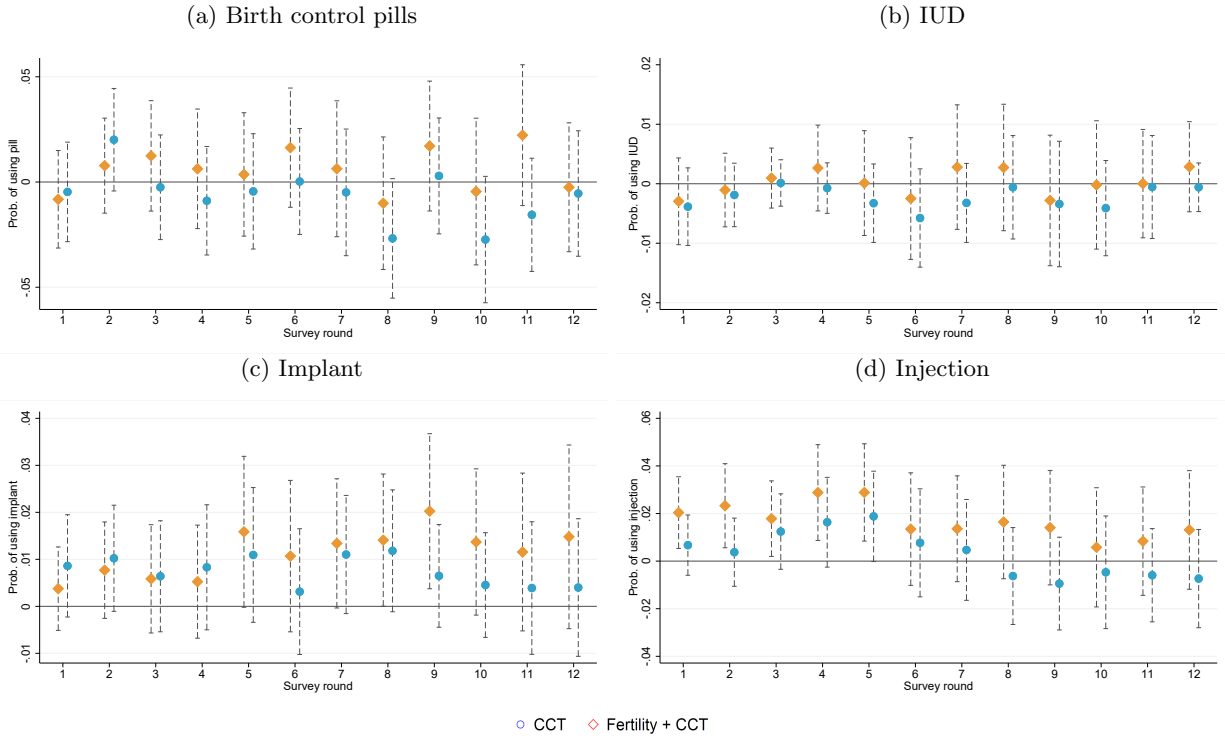 (a) Birth control pills
Prob. of using pill
.05
0
-.05
1 2 3 4 5 6 7 8 9 10 11 12
Survey round
(b) IUD
Prob. of using IUD
.02
.01
0
-.01
-.02
1 2 3 4 5 6 7 8 9 10 11 12
Survey round
(c) Implant
Prob. of using implant
.04
.03
.02
.01
0
-.01
1 2 3 4 5 6 7 8 9 10 11 12
Survey round
(d) Injection
Prob. of using injection
.06
.04
.02
0
-.02
-.04
1 2 3 4 5 6 7 8 9 10 11 12
Survey round
CCT Fertility + CCT